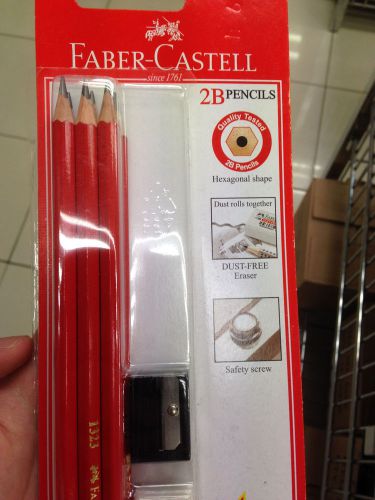 FABER-CASTELL
since 1761
2B PENCILS
Quality Tested
2B Pencils
Hexagonal shape
Dust rolls together
DUST-FREE
Eraser
Safety screw
1323